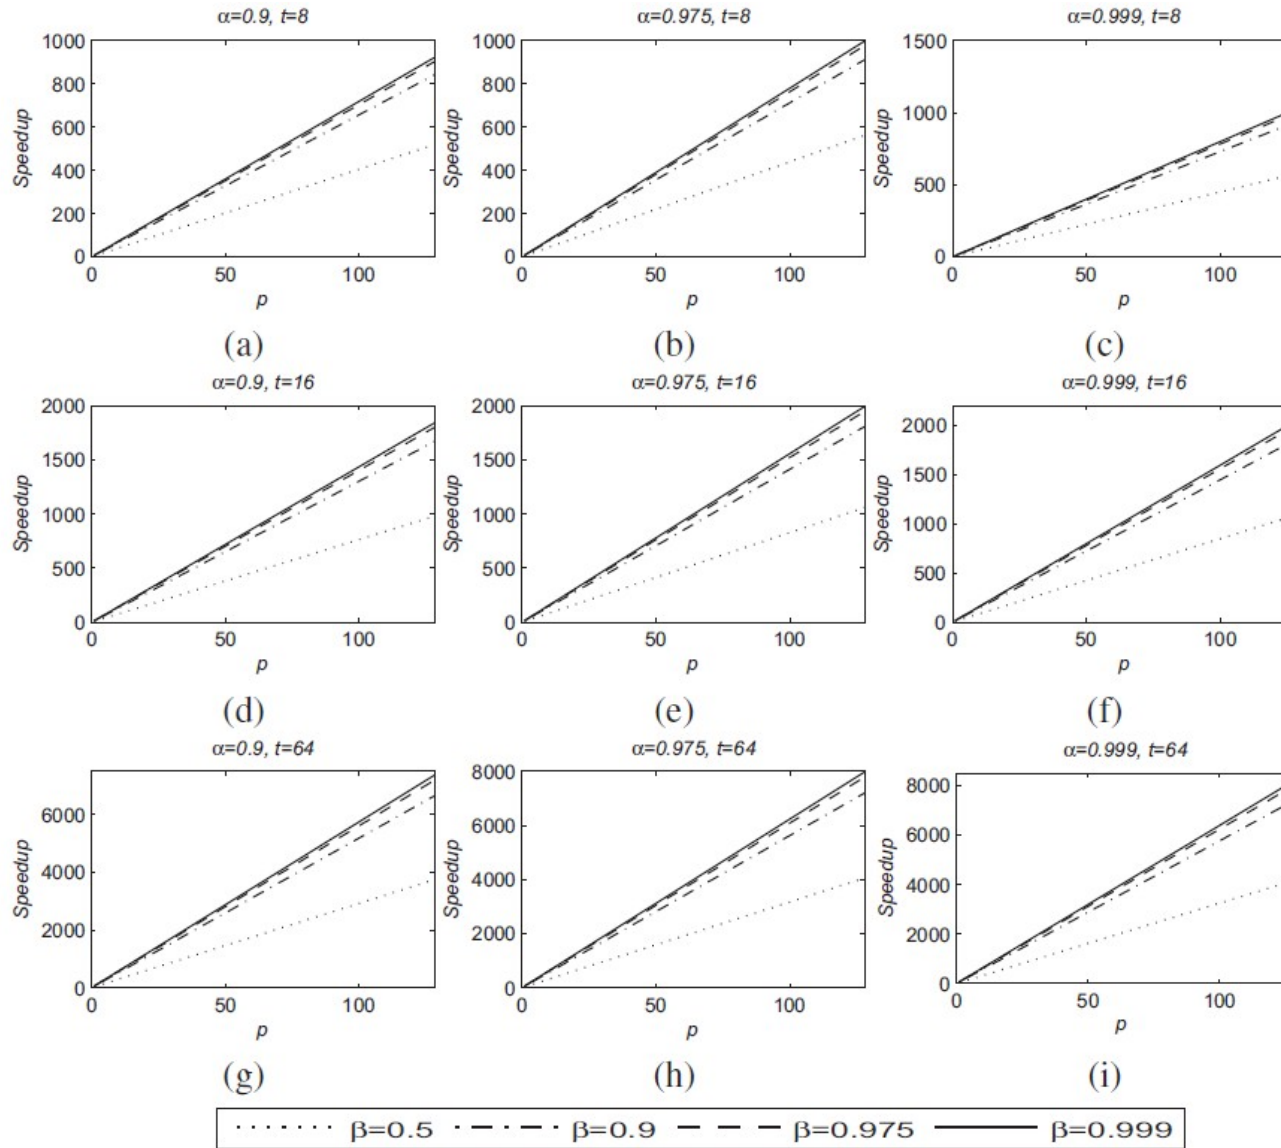 α=0.9, t=8
1000
800
600
400
200
0
Speedup
0 50 100
p
(a)
α=0.975, t=8
1000
800
600
400
200
0
Speedup
0 50 100
p
(b)
α=0.999, t=8
1500
1000
500
0
Speedup
0 50 100
p
(c)
α=0.9, t=16
2000
1500
1000
500
0
Speedup
0 50 100
p
(d)
α=0.975, t=16
2000
1500
1000
500
0
Speedup
0 50 100
p
(e)
α=0.999, t=16
2000
1500
1000
500
0
Speedup
0 50 100
p
(f)
α=0.9, t=64
6000
4000
2000
0
Speedup
0 50 100
p
(g)
α=0.975, t=64
8000
6000
4000
2000
0
Speedup
0 50 100
p
(h)
α=0.999, t=64
8000
6000
4000
2000
0
Speedup
0 50 100
p
(i)
β=0.5 β=0.9 β=0.975 β=0.999